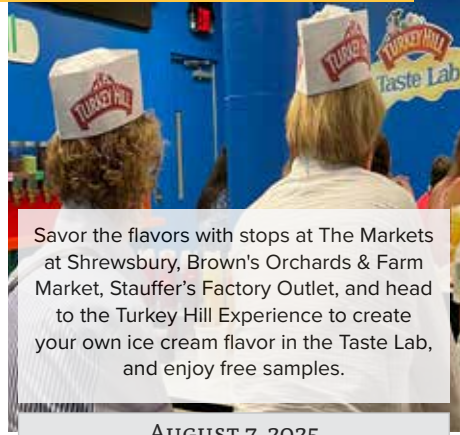 TURKEY HILL
TURKEY
TURKEY HILL
Taste Lab
Savor the flavors with stops at The Markets
at Shrewsbury, Brown's Orchards & Farm
Market, Stauffer’s Factory Outlet, and head
to the Turkey Hill Experience to create
your own ice cream flavor in the Taste Lab,
and enjoy free samples.
August 7, 2025